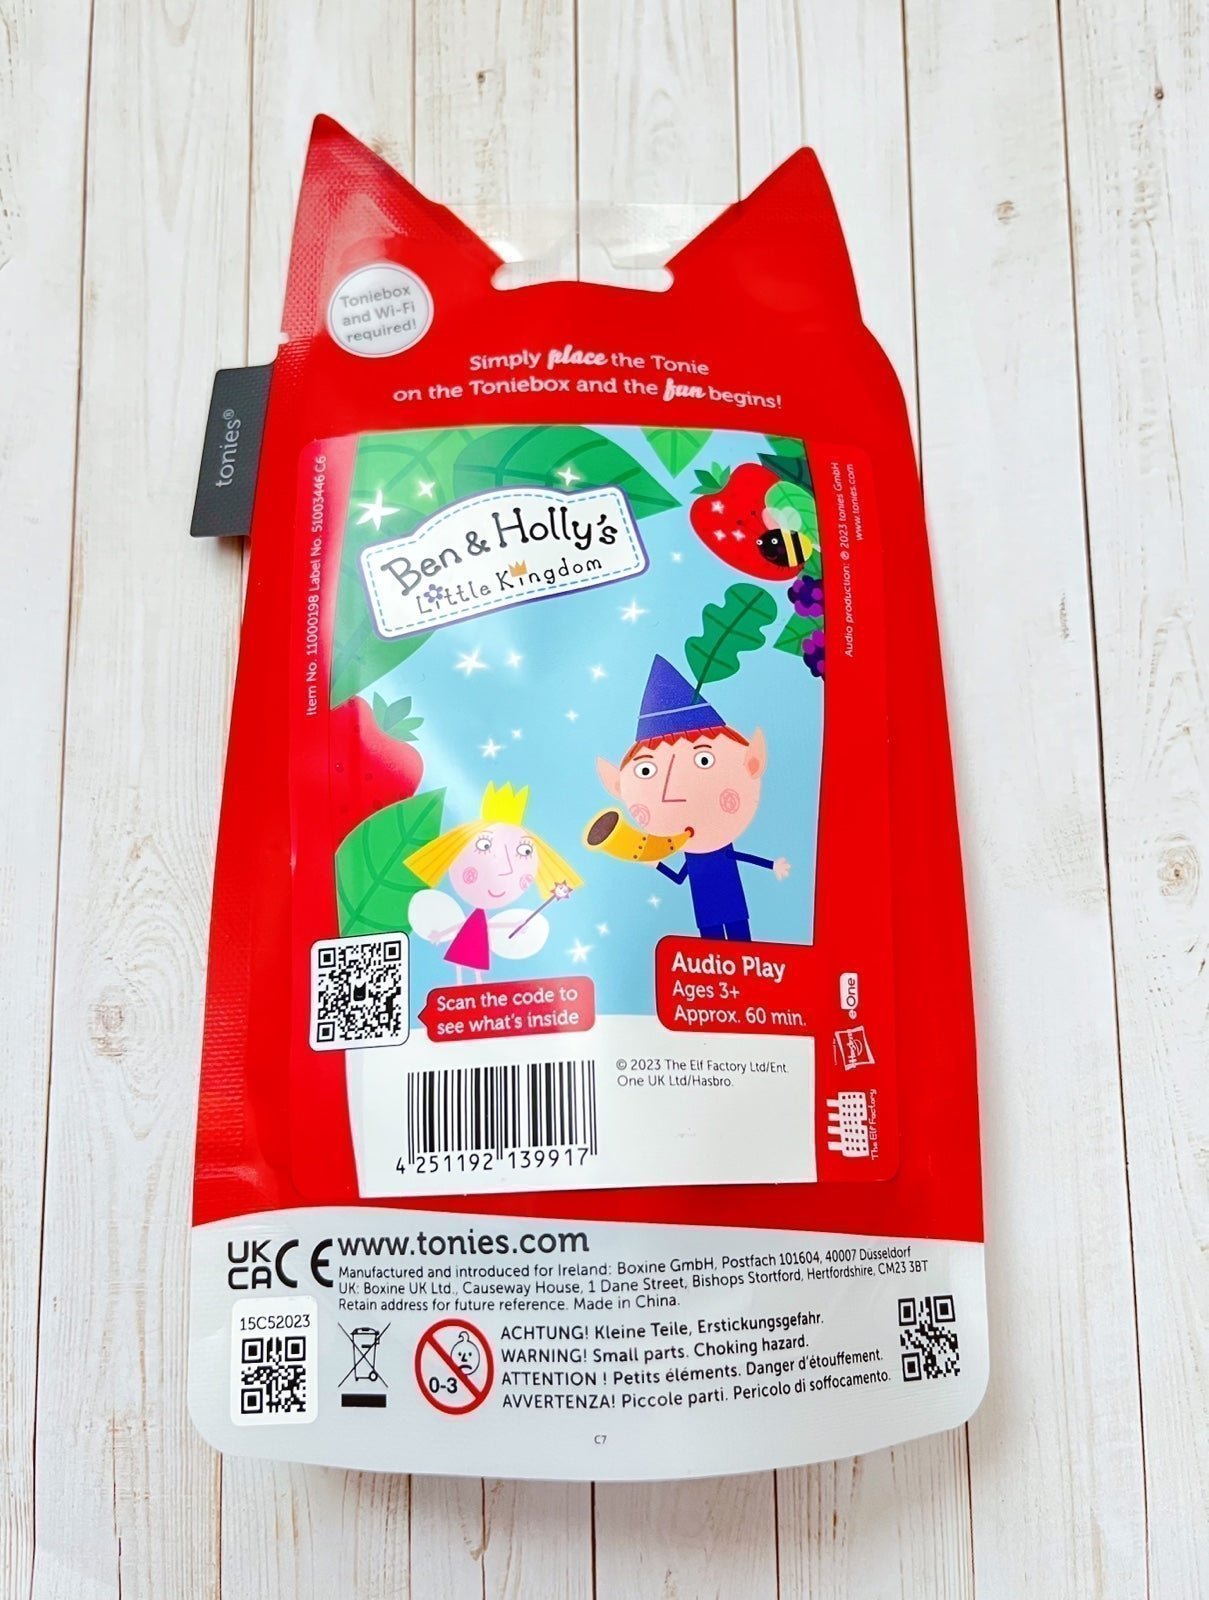 Toniebox
and Wi-Fi
required!
Simply place the Tonie
on the Toniebox and the fun begins!
tonies®
Item No. 11000198 Label No. 51003446 C6
Audio production: ℗ 2023 tonies GmbH
www.tonies.com
Ben & Holly's
Little Kingdom
Scan the code to
see what's inside
Audio Play
Ages 3+
Approx. 60 min.
eOne
Hasbro
The Elf Factory
© 2023 The Elf Factory Ltd/Ent.
One UK Ltd/Hasbro.
4 251192 139917
UK
CA CE
www.tonies.com
Manufactured and introduced for Ireland: Boxine GmbH, Postfach 101604, 40007 Düsseldorf
UK: Boxine UK Ltd., Causeway House, 1 Dane Street, Bishops Stortford, Hertfordshire, CM23 3BT
Retain address for future reference. Made in China.
15C52023
0-3
ACHTUNG! Kleine Teile, Erstickungsgefahr.
WARNING! Small parts. Choking hazard.
ATTENTION ! Petits éléments. Danger d'étouffement.
AVVERTENZA! Piccole parti. Pericolo di soffocamento.
C7